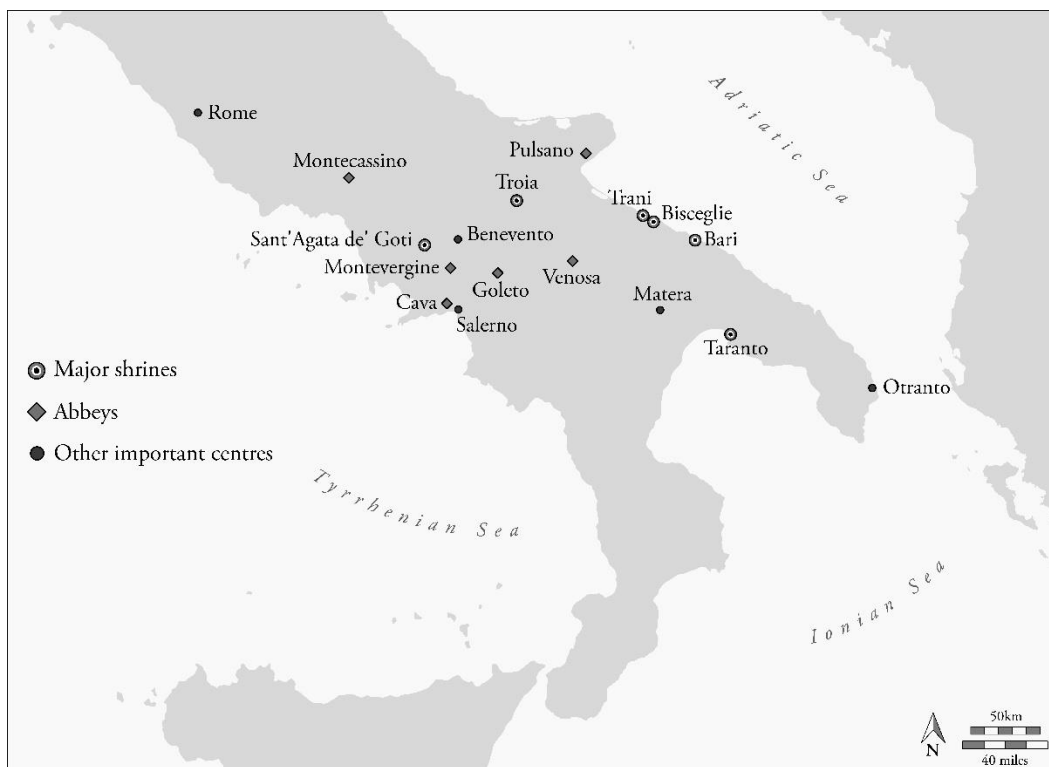 Adriatic Sea
Rome
Montecassino
Pulsano
Troia
Trani
Bisceglie
Bari
Sant'Agata de' Goti
Benevento
Montevergine
Goleto
Venosa
Matera
Cava
Salerno
Taranto
Otranto
Major shrines
Abbeys
Other important centres
Tyrrhenian Sea
Ionian Sea
N
50km
40 miles